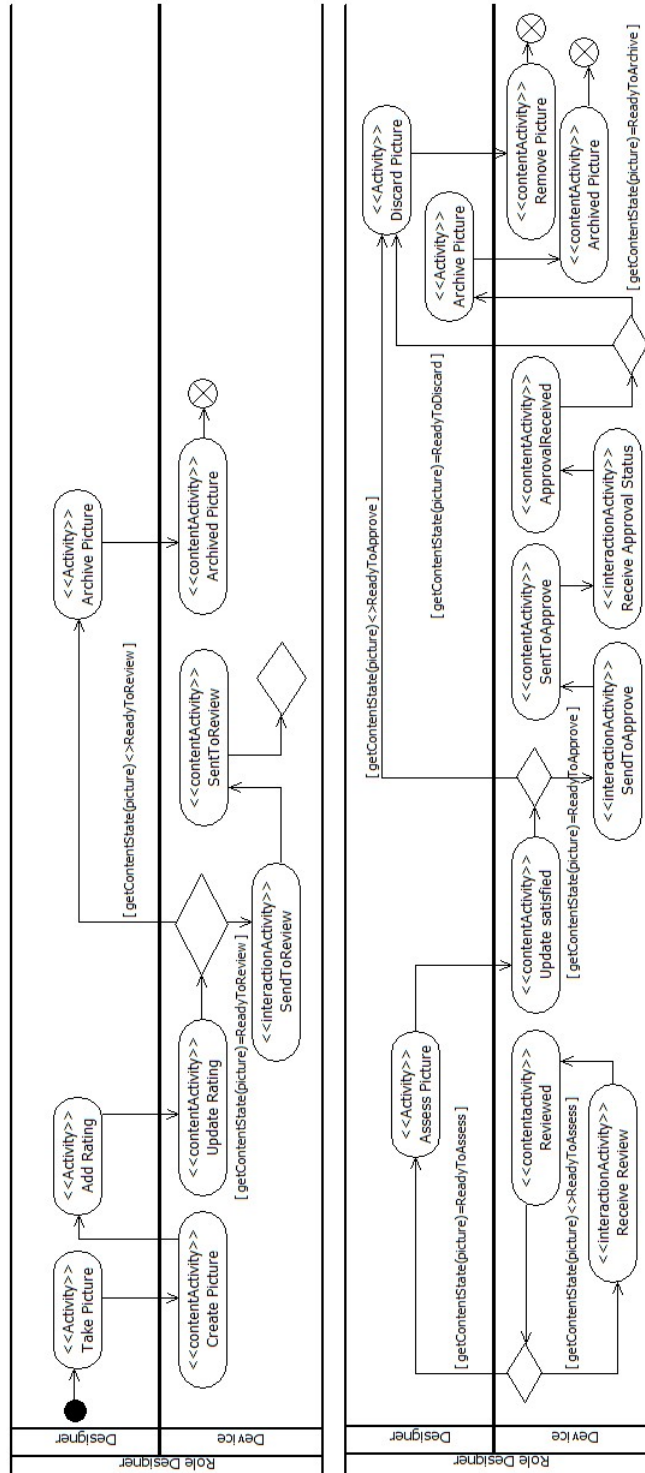 Role Designer
Designer
Device
<<Activity>>
Take Picture
<<contentActivity>>
Create Picture
<<Activity>>
Add Rating
<<contentActivity>>
Update Rating
[ getContentState(picture)=ReadyToReview ]
<<interactionActivity>>
SendToReview
[ getContentState(picture)<>ReadyToReview ]
<<contentActivity>>
SentToReview
<<Activity>>
Archive Picture
<<contentActivity>>
Archived Picture
Role Designer
Designer
Device
[ getContentState(picture)=ReadyToAssess ]
[ getContentState(picture)<>ReadyToAssess ]
<<interactionActivity>>
Receive Review
<<contentactivity>>
Reviewed
<<Activity>>
Assess Picture
<<contentActivity>>
Update satisfied
[ getContentState(picture)=ReadyToApprove ]
[ getContentState(picture)<>ReadyToApprove ]
<<interactionActivity>>
SendToApprove
<<contentActivity>>
SentToApprove
<<interactionActivity>>
Receive Approval Status
<<contentActivity>>
ApprovalReceived
[ getContentState(picture)=ReadyToDiscard ]
[ getContentState(picture)=ReadyToArchive ]
<<Activity>>
Archive Picture
<<Activity>>
Discard Picture
<<contentActivity>>
Remove Picture
<<contentActivity>>
Archived Picture